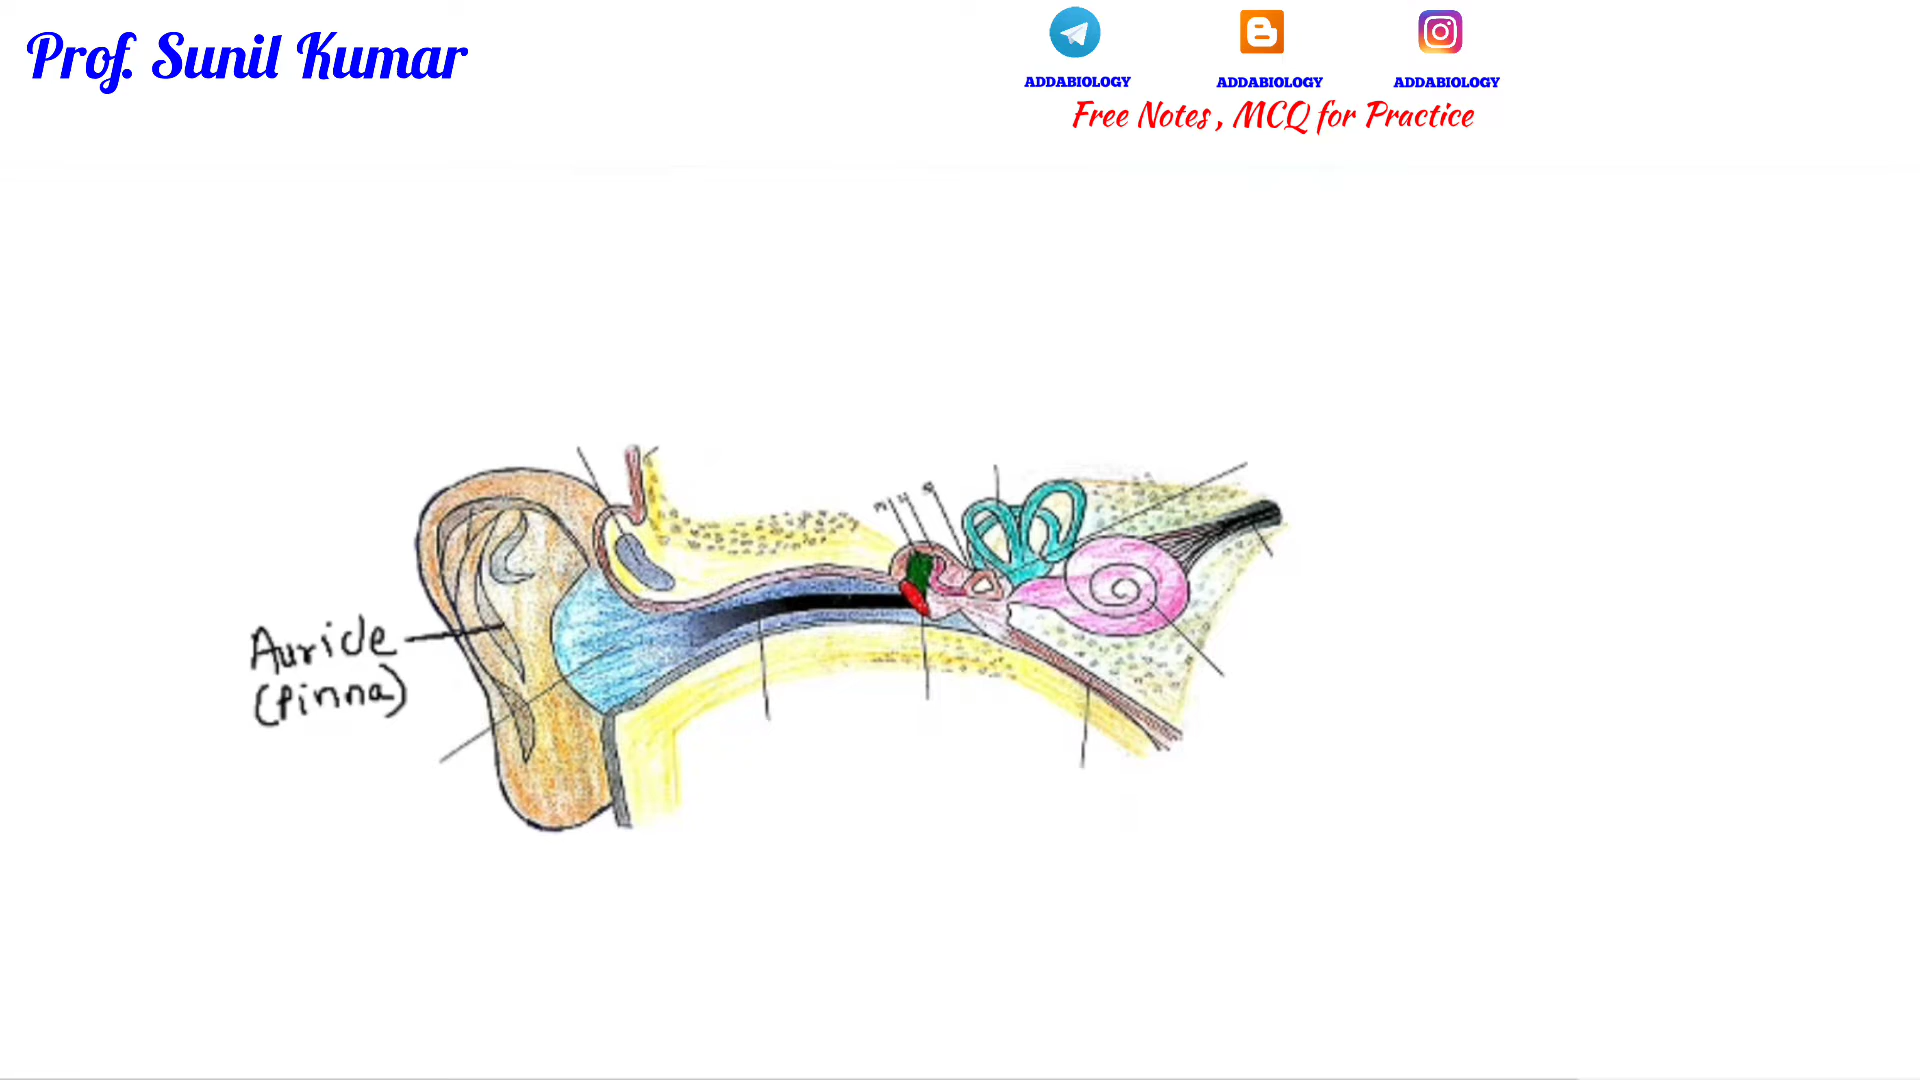 Prof. Sunil Kumar
ADDABIOLOGY
ADDABIOLOGY
ADDABIOLOGY
Free Notes , MCQ for Practice
Auricle
(Pinna)